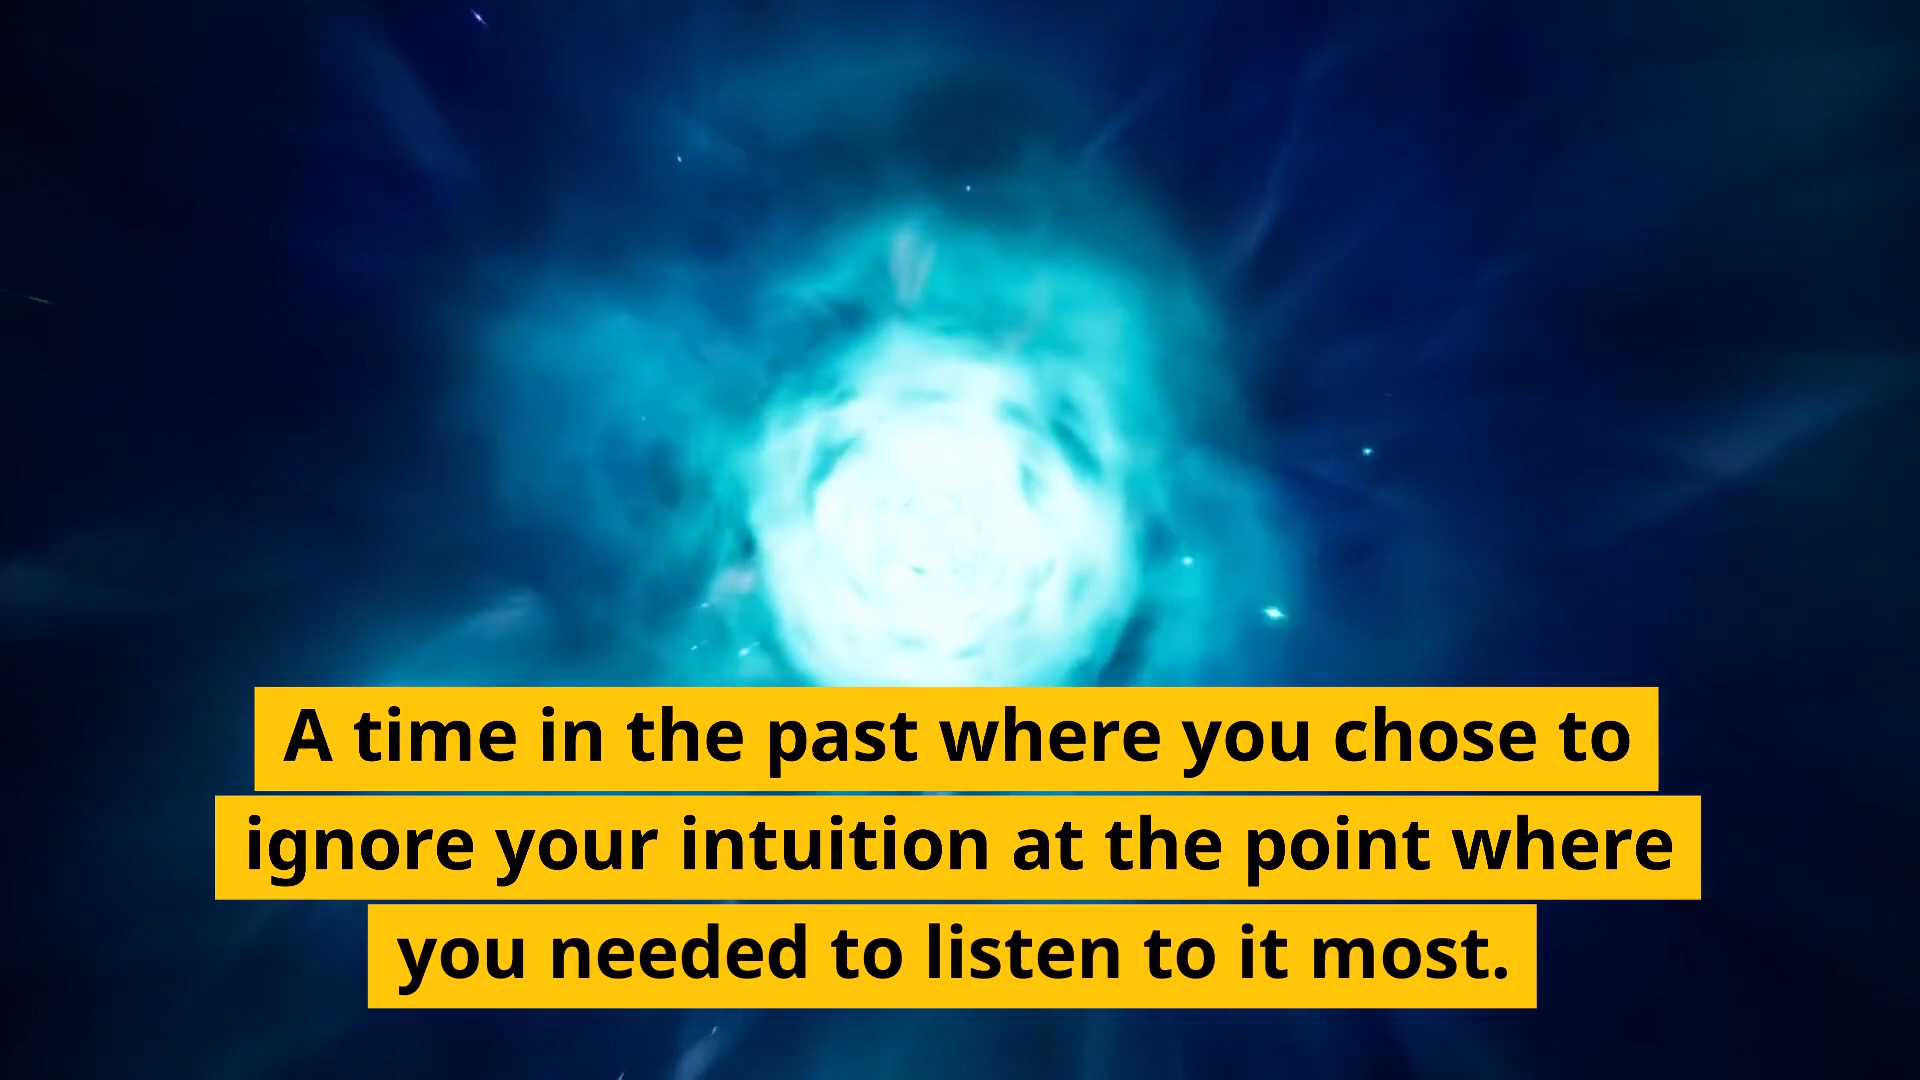 A time in the past where you chose to
ignore your intuition at the point where
you needed to listen to it most.